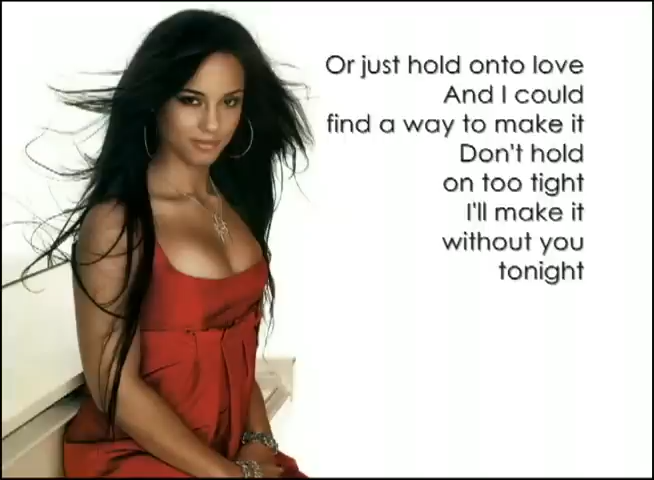 Or just hold onto love
And I could
find a way to make it
Don't hold
on too tight
I'll make it
without you
tonight